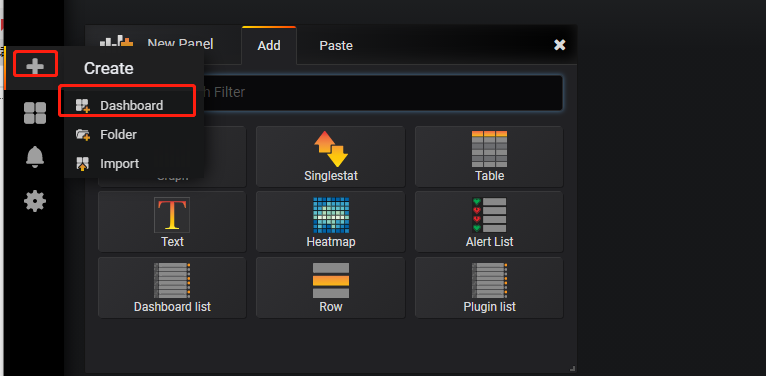 New Panel
Add
Paste
Create
Filter
Dashboard
Folder
Import
Singlestat
Table
Text
Heatmap
Alert List
Dashboard list
Row
Plugin list